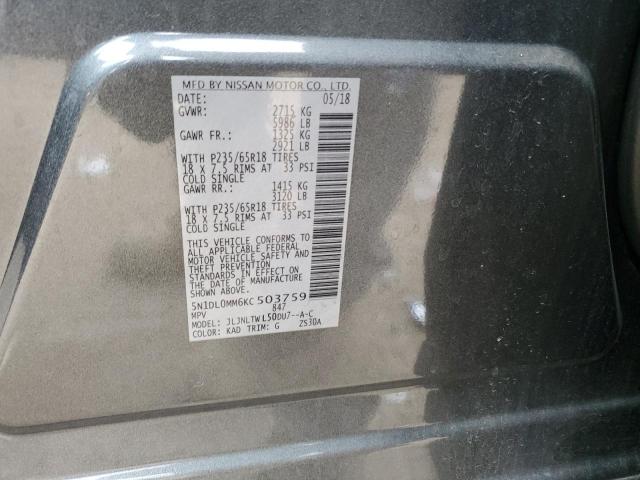 MFD BY NISSAN MOTOR CO., LTD.
DATE: 05/18
GVWR: 2715 KG
5986 LB
GAWR FR.: 1325 KG
2921 LB
WITH P235/65R18 TIRES
18 X 7.5 RIMS AT 33 PSI
COLD SINGLE
GAWR RR.: 1415 KG
3120 LB
WITH P235/65R18 TIRES
18 X 7.5 RIMS AT 33 PSI
COLD SINGLE
THIS VEHICLE CONFORMS TO
ALL APPLICABLE FEDERAL
MOTOR VEHICLE SAFETY AND
THEFT PREVENTION
STANDARDS IN EFFECT ON
THE DATE OF MANUFACTURE
SHOWN ABOVE.
5N1DL0MM6KC503759
MPV 847
MODEL: JLJNLTWL50DU7--A-C
COLOR: KAD TRIM: G ZS30A